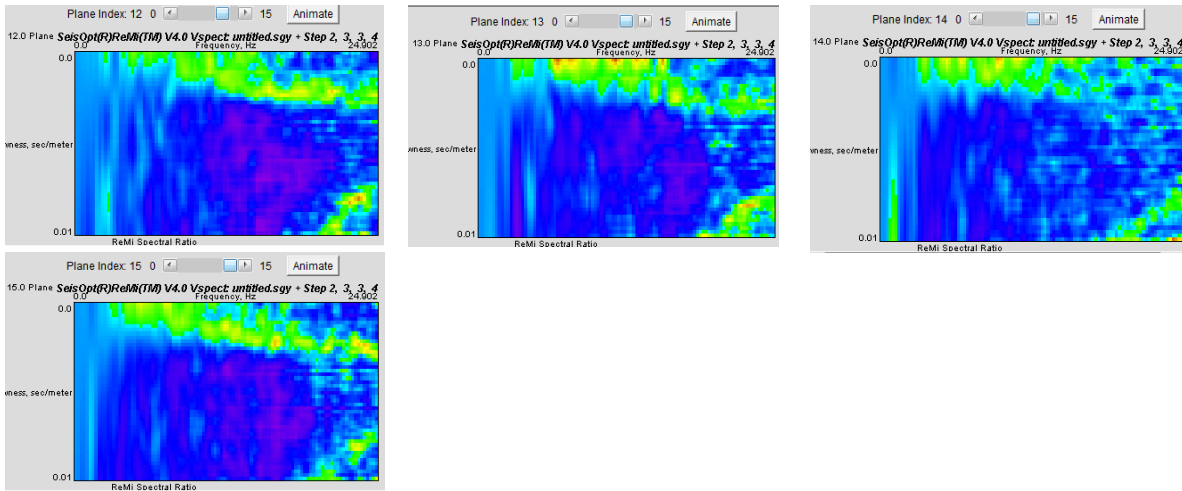 Plane Index: 12 0 15 Animate
12.0 Plane SeisOpt(R)ReMi(TM) V4.0 Vspect: untitled.sgy + Step 2, 3, 3, 4
0.0 Frequency, Hz 24.902
0.0
wness, sec/meter
0.01
ReMi Spectral Ratio
Plane Index: 13 0 15 Animate
13.0 Plane SeisOpt(R)ReMi(TM) V4.0 Vspect: untitled.sgy + Step 2, 3, 3, 4
0.0 Frequency, Hz 24.902
0.0
wness, sec/meter
0.01
ReMi Spectral Ratio
Plane Index: 14 0 15 Animate
14.0 Plane SeisOpt(R)ReMi(TM) V4.0 Vspect: untitled.sgy + Step 2, 3, 3, 4
0.0 Frequency, Hz 24.902
0.0
wness, sec/meter
0.01
ReMi Spectral Ratio
Plane Index: 15 0 15 Animate
15.0 Plane SeisOpt(R)ReMi(TM) V4.0 Vspect: untitled.sgy + Step 2, 3, 3, 4
0.0 Frequency, Hz 24.902
0.0
wness, sec/meter
0.01
ReMi Spectral Ratio